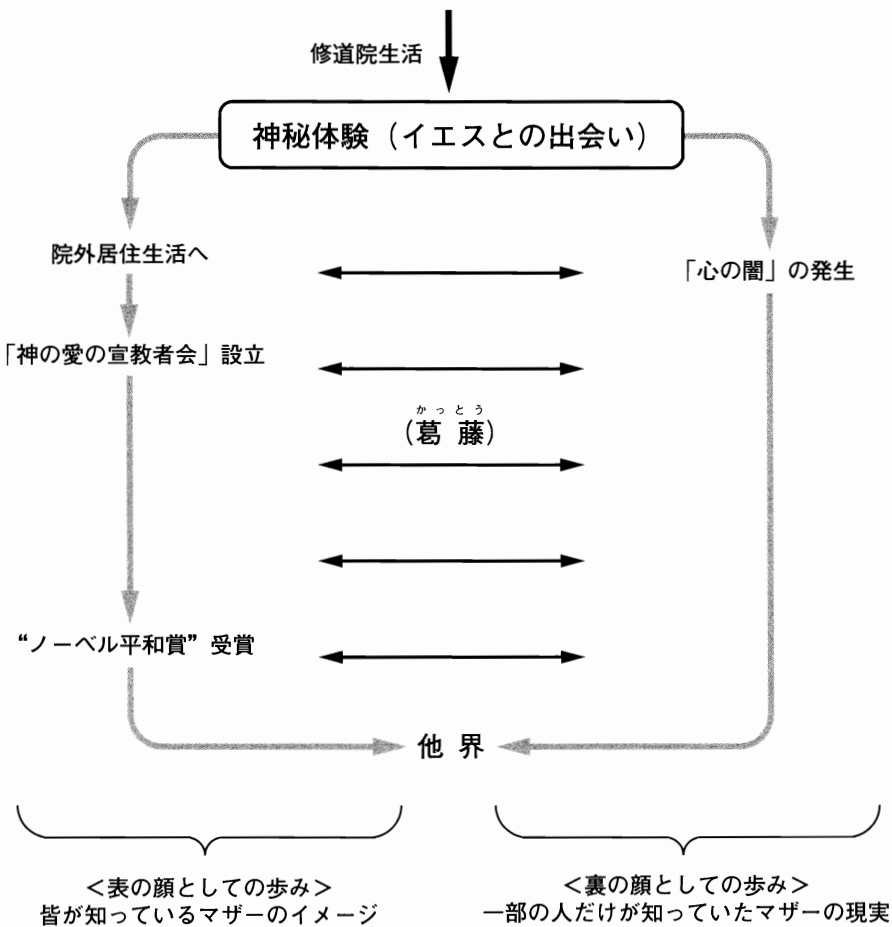 修道院生活
神秘体験（イエスとの出会い）
院外居住生活へ
「心の闇」の発生
「神の愛の宣教者会」設立
かっとう
（葛 藤）
“ノーベル平和賞” 受賞
他 界
＜表の顔としての歩み＞
皆が知っているマザーのイメージ
＜裏の顔としての歩み＞
一部の人だけが知っていたマザーの現実